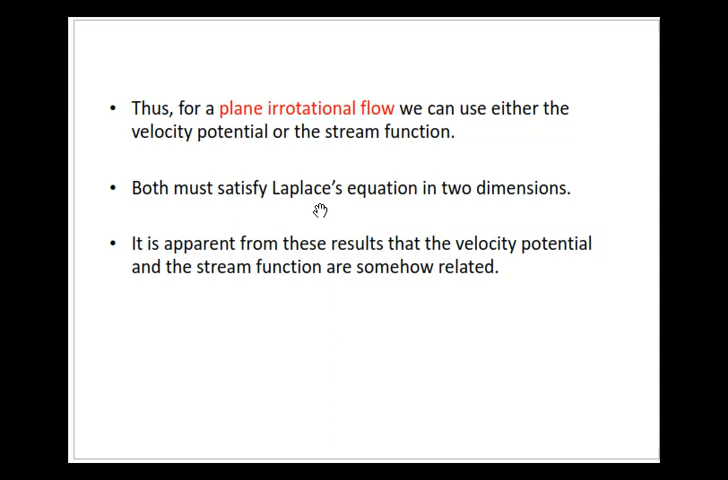 • Thus, for a plane irrotational flow we can use either the
velocity potential or the stream function.
• Both must satisfy Laplace’s equation in two dimensions.
• It is apparent from these results that the velocity potential
and the stream function are somehow related.